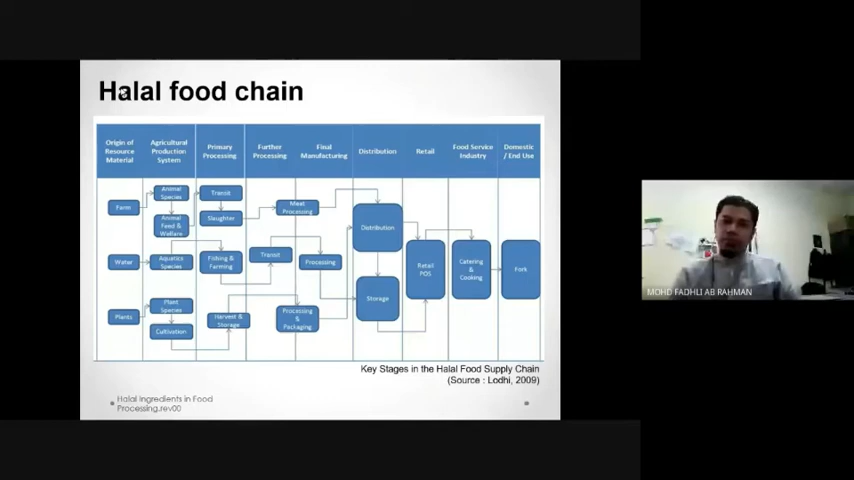 Halal food chain
Origin of
Resource
Material
Agricultural
Production
System
Primary
Processing
Further
Processing
Final
Manufacturing
Distribution
Retail
Food Service
Industry
Domestic
/ End Use
Farm
Animal
Species
Animal
Feed &
Welfare
Transit
Slaughter
Meat
Processing
Distribution
Water
Aquatics
Species
Fishing &
Farming
Transit
Processing
Retail
POS
Catering
&
Cooking
Fork
Storage
Plants
Plant
Species
Cultivation
Harvest &
Storage
Processing
&
Packaging
Key Stages in the Halal Food Supply Chain
(Source : Lodhi, 2009)
Halal Ingredients in Food
Processing.rev00
MOHD FADHLI AB RAHMAN